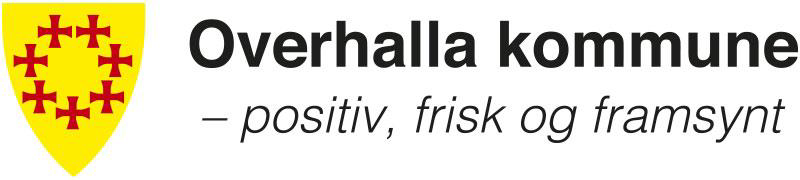 Overhalla kommune
– positiv, frisk og framsynt